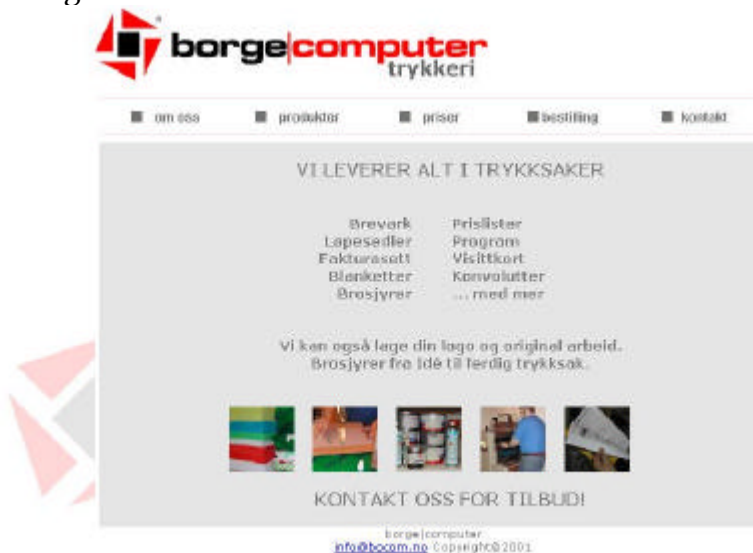 borge|computer
trykkeri
om oss produkter priser bestilling kontakt
VI LEVERER ALT I TRYKKSAKER
Brevark Prislister
Løpesedler Program
Fakturasett Visittkort
Blanketter Konvolutter
Brosjyrer ... med mer
Vi kan også lage din logo og original arbeid.
Brosjyrer fra idé til ferdig trykksak.
KONTAKT OSS FOR TILBUD!
borge|computer
info@bocom.no Copyright©2001